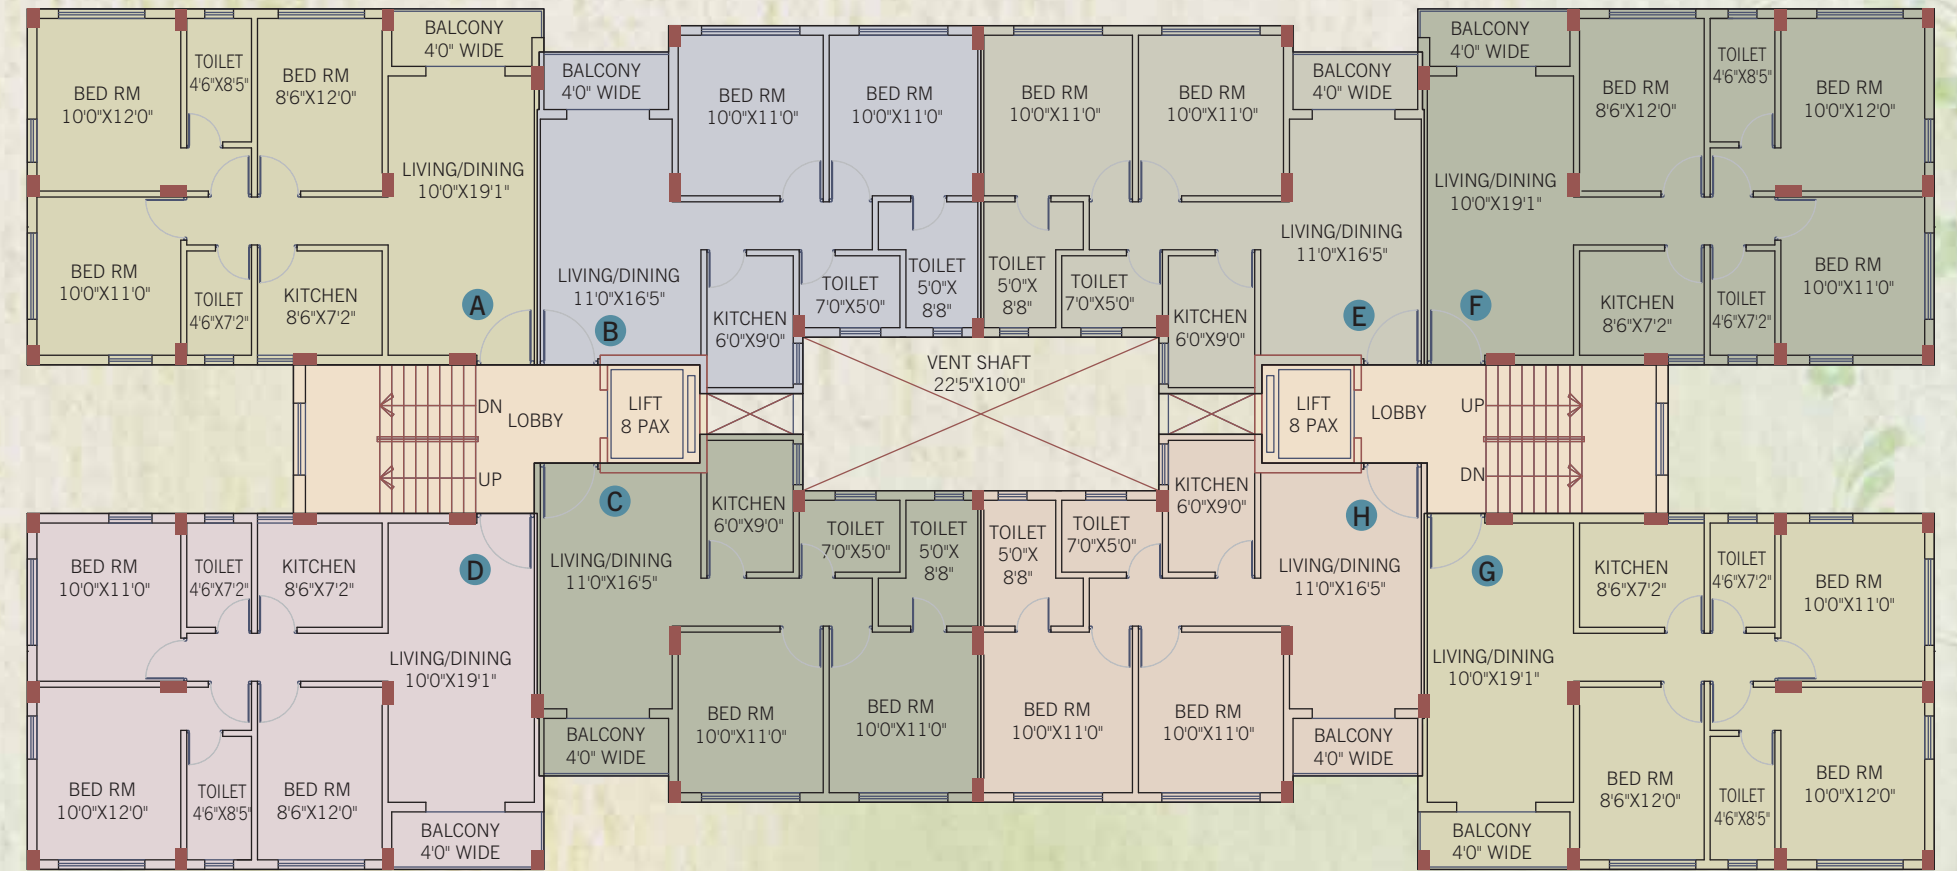 BED RM
10'0"X12'0"
TOILET
4'6"X8'5"
BED RM
8'6"X12'0"
BALCONY
4'0" WIDE
LIVING/DINING
10'0"X19'1"
BED RM
10'0"X11'0"
TOILET
4'6"X7'2"
KITCHEN
8'6"X7'2"
A
BALCONY
4'0" WIDE
BED RM
10'0"X11'0"
BED RM
10'0"X11'0"
LIVING/DINING
11'0"X16'5"
B
KITCHEN
6'0"X9'0"
TOILET
7'0"X5'0"
TOILET
5'0"X
8'8"
BED RM
10'0"X11'0"
BED RM
10'0"X11'0"
BALCONY
4'0" WIDE
TOILET
5'0"X
8'8"
TOILET
7'0"X5'0"
KITCHEN
6'0"X9'0"
LIVING/DINING
11'0"X16'5"
E
BALCONY
4'0" WIDE
BED RM
8'6"X12'0"
TOILET
4'6"X8'5"
BED RM
10'0"X12'0"
LIVING/DINING
10'0"X19'1"
F
KITCHEN
8'6"X7'2"
TOILET
4'6"X7'2"
BED RM
10'0"X11'0"
DN
LOBBY
UP
LIFT
8 PAX
VENT SHAFT
22'5"X10'0"
LIFT
8 PAX
LOBBY
UP
DN
BED RM
10'0"X11'0"
TOILET
4'6"X7'2"
KITCHEN
8'6"X7'2"
D
LIVING/DINING
10'0"X19'1"
BED RM
10'0"X12'0"
TOILET
4'6"X8'5"
BED RM
8'6"X12'0"
BALCONY
4'0" WIDE
C
LIVING/DINING
11'0"X16'5"
KITCHEN
6'0"X9'0"
TOILET
7'0"X5'0"
TOILET
5'0"X
8'8"
BALCONY
4'0" WIDE
BED RM
10'0"X11'0"
BED RM
10'0"X11'0"
TOILET
5'0"X
8'8"
TOILET
7'0"X5'0"
KITCHEN
6'0"X9'0"
H
LIVING/DINING
11'0"X16'5"
BED RM
10'0"X11'0"
BED RM
10'0"X11'0"
BALCONY
4'0" WIDE
G
KITCHEN
8'6"X7'2"
TOILET
4'6"X7'2"
BED RM
10'0"X11'0"
LIVING/DINING
10'0"X19'1"
BED RM
8'6"X12'0"
TOILET
4'6"X8'5"
BED RM
10'0"X12'0"
BALCONY
4'0" WIDE